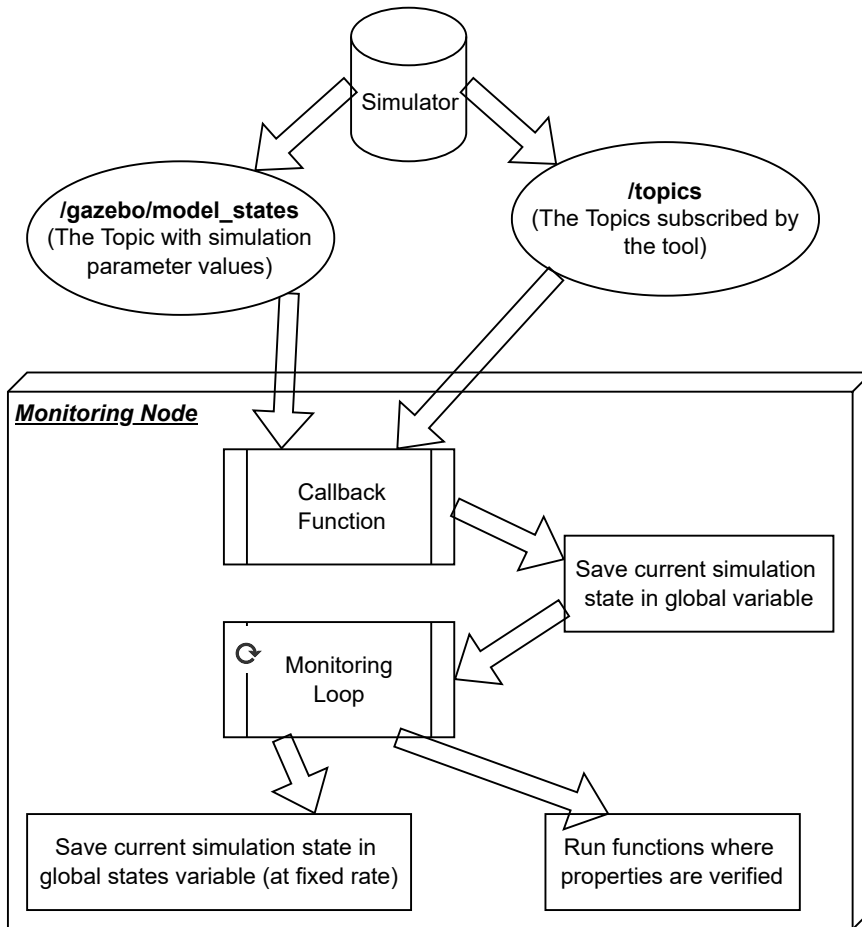 Simulator
/gazebo/model_states
(The Topic with simulation
parameter values)
/topics
(The Topics subscribed by
the tool)
Monitoring Node
Callback
Function
Save current simulation
state in global variable
Monitoring
Loop
Save current simulation state in
global states variable (at fixed rate)
Run functions where
properties are verified